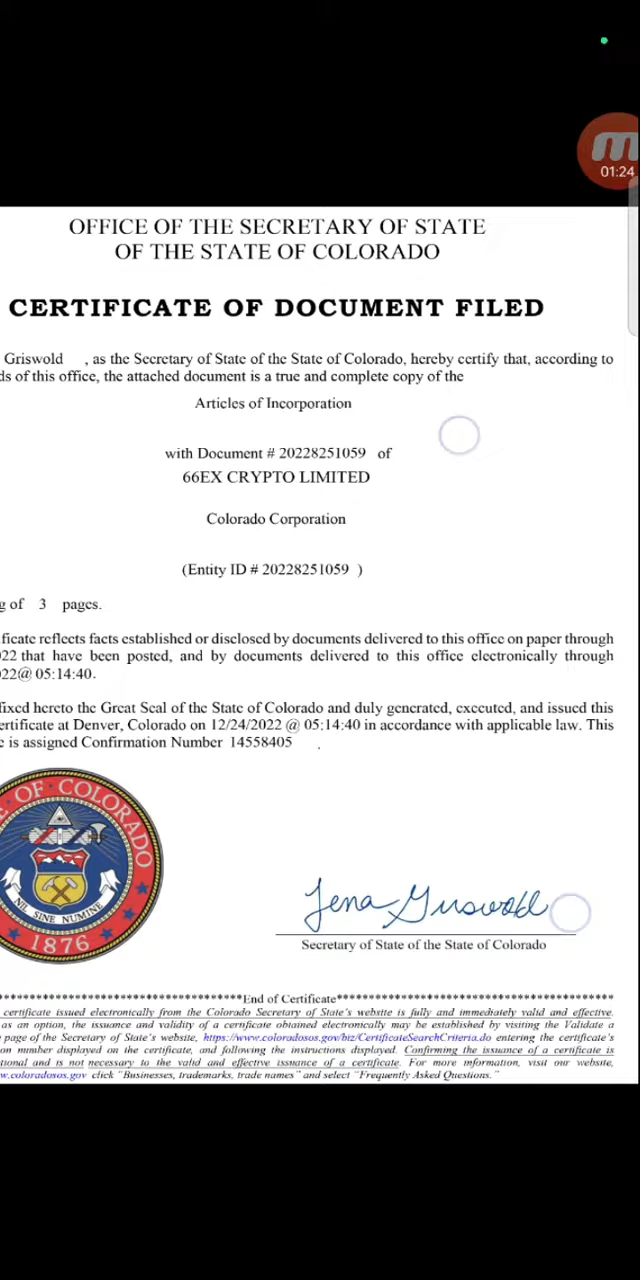 01:24
OFFICE OF THE SECRETARY OF STATE
OF THE STATE OF COLORADO
CERTIFICATE OF DOCUMENT FILED
Griswold , as the Secretary of State of the State of Colorado, hereby certify that, according to
ds of this office, the attached document is a true and complete copy of the
Articles of Incorporation
with Document # 20228251059 of
66EX CRYPTO LIMITED
Colorado Corporation
(Entity ID # 20228251059 )
g of 3 pages.
ificate reflects facts established or disclosed by documents delivered to this office on paper through
022 that have been posted, and by documents delivered to this office electronically through
022@ 05:14:40.
fixed hereto the Great Seal of the State of Colorado and duly generated, executed, and issued this
ertificate at Denver, Colorado on 12/24/2022 @ 05:14:40 in accordance with applicable law. This
e is assigned Confirmation Number 14558405 .
OF COLORADO
NIL SINE NUMINE
1876
Jena Griswold
Secretary of State of the State of Colorado
End of Certificate
certificate issued electronically from the Colorado Secretary of State's website is fully and immediately valid and effective.
as an option, the issuance and validity of a certificate obtained electronically may be established by visiting the Validate a
page of the Secretary of State's website, https://www.coloradosos.gov/biz/CertificateSearchCriteria.do entering the certificate's
on number displayed on the certificate, and following the instructions displayed. Confirming the issuance of a certificate is
tional and is not necessary to the valid and effective issuance of a certificate. For more information, visit our website,
w.coloradosos.gov click "Businesses, trademarks, trade names" and select "Frequently Asked Questions."